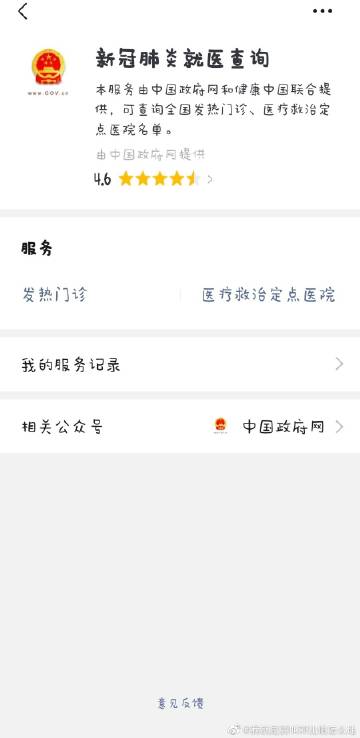 新冠肺炎就医查询
www.GOV.cn
本服务由中国政府网和健康中国联合提
供，可查询全国发热门诊、医疗救治定
点医院名单。
由中国政府网提供
4.6
服务
发热门诊
医疗救治定点医院
我的服务记录
相关公众号
中国政府网
意见反馈